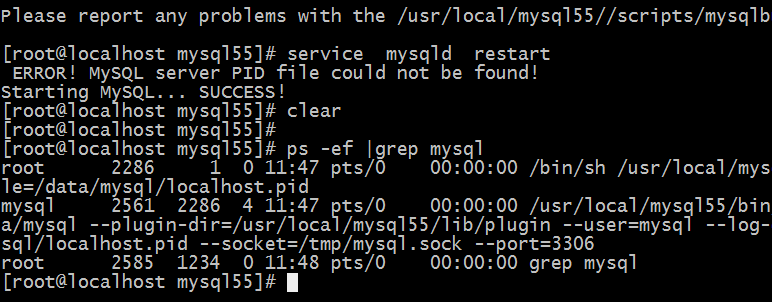 Please report any problems with the /usr/local/mysql55//scripts/mysqlb
[root@localhost mysql55]# service  mysqld  restart
 ERROR! MySQL server PID file could not be found!
Starting MySQL... SUCCESS!
[root@localhost mysql55]# clear
[root@localhost mysql55]#
[root@localhost mysql55]# ps -ef |grep mysql
root      2286     1  0 11:47 pts/0    00:00:00 /bin/sh /usr/local/mys
le=/data/mysql/localhost.pid
mysql     2561  2286  4 11:47 pts/0    00:00:00 /usr/local/mysql55/bin
a/mysql --plugin-dir=/usr/local/mysql55/lib/plugin --user=mysql --log-
sql/localhost.pid --socket=/tmp/mysql.sock --port=3306
root      2585  1234  0 11:48 pts/0    00:00:00 grep mysql
[root@localhost mysql55]#